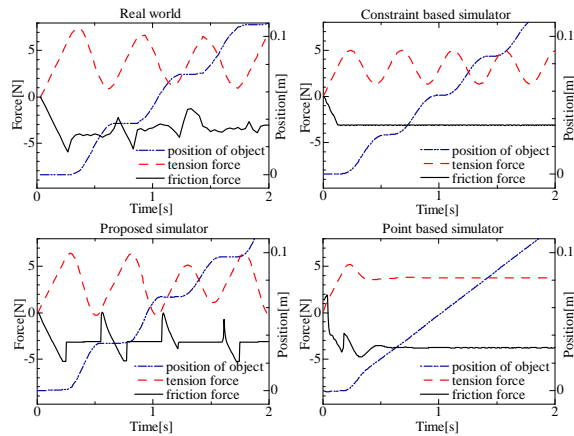 Real world
Force[N]
5
0
-5
0.1
0
Position[m]
position of object
tension force
friction force
0 1 2
Time[s]
Constraint based simulator
Force[N]
5
0
-5
0.1
0
Position[m]
position of object
tension force
friction force
0 1 2
Time[s]
Proposed simulator
Force[N]
5
0
-5
0.1
0
Position[m]
position of object
tension force
friction force
0 1 2
Time[s]
Point based simulator
Force[N]
5
0
-5
0.1
0
Position[m]
position of object
tension force
friction force
0 1 2
Time[s]